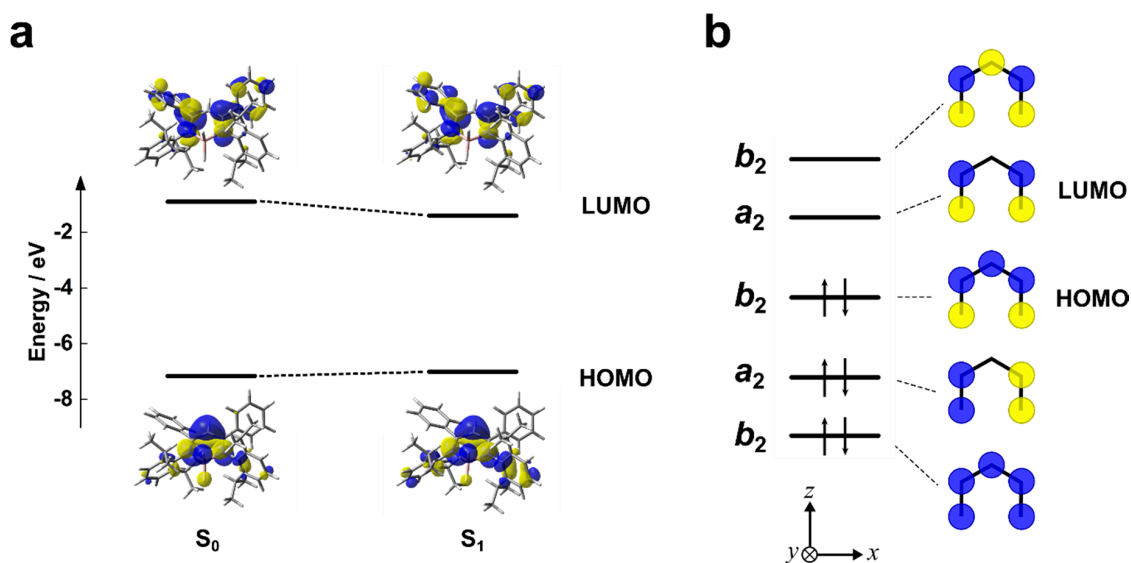 a
Energy / eV
-2
-4
-6
-8
LUMO
HOMO
S₀
S₁
b
b₂
a₂
b₂
a₂
b₂
LUMO
HOMO
z
y
x